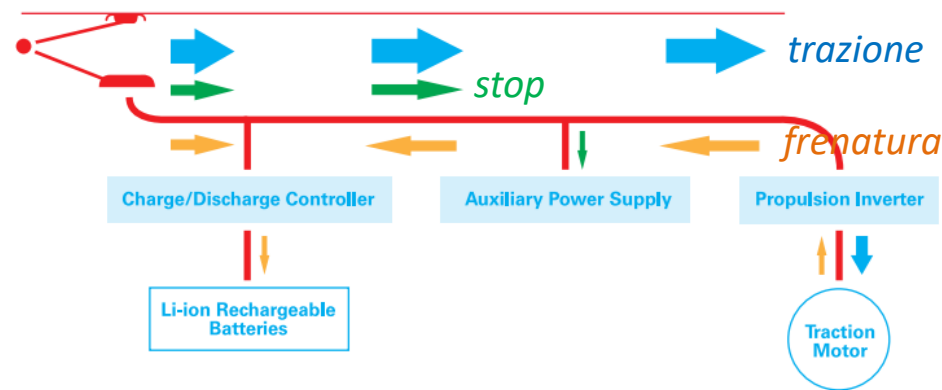 trazione
stop
frenatura
Charge/Discharge Controller
Auxiliary Power Supply
Propulsion Inverter
Li-ion Rechargeable
Batteries
Traction
Motor